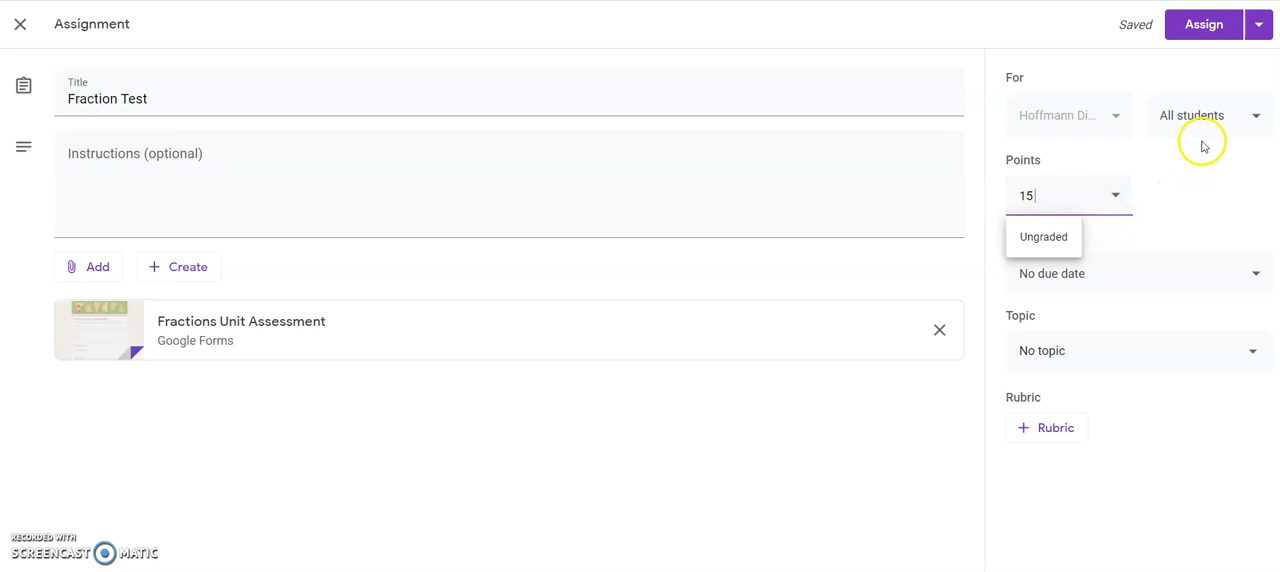 Assignment
Saved
Assign
Title
Fraction Test
Instructions (optional)
Add
Create
Fractions Unit Assessment
Google Forms
For
Hoffmann Di...
All students
Points
15
Ungraded
No due date
Topic
No topic
Rubric
Rubric
RECORDED WITH
SCREENCAST MATIC